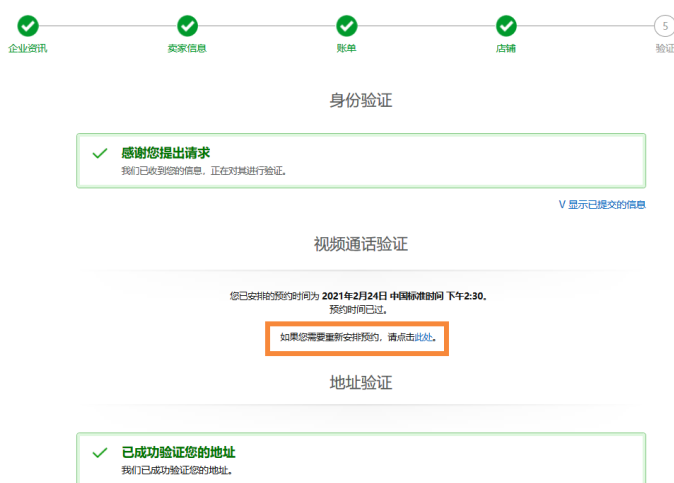 企业资讯
卖家信息
账单
店铺
5
验证
身份验证
感谢您提出请求
我们已收到您的信息，正在对其进行验证。
V 显示已提交的信息
视频通话验证
您已安排的预约时间为 2021年2月24日 中国标准时间 下午2:30。
预约时间已过。
如果您需要重新安排预约，请点击此处。
地址验证
已成功验证您的地址
我们已成功验证您的地址。